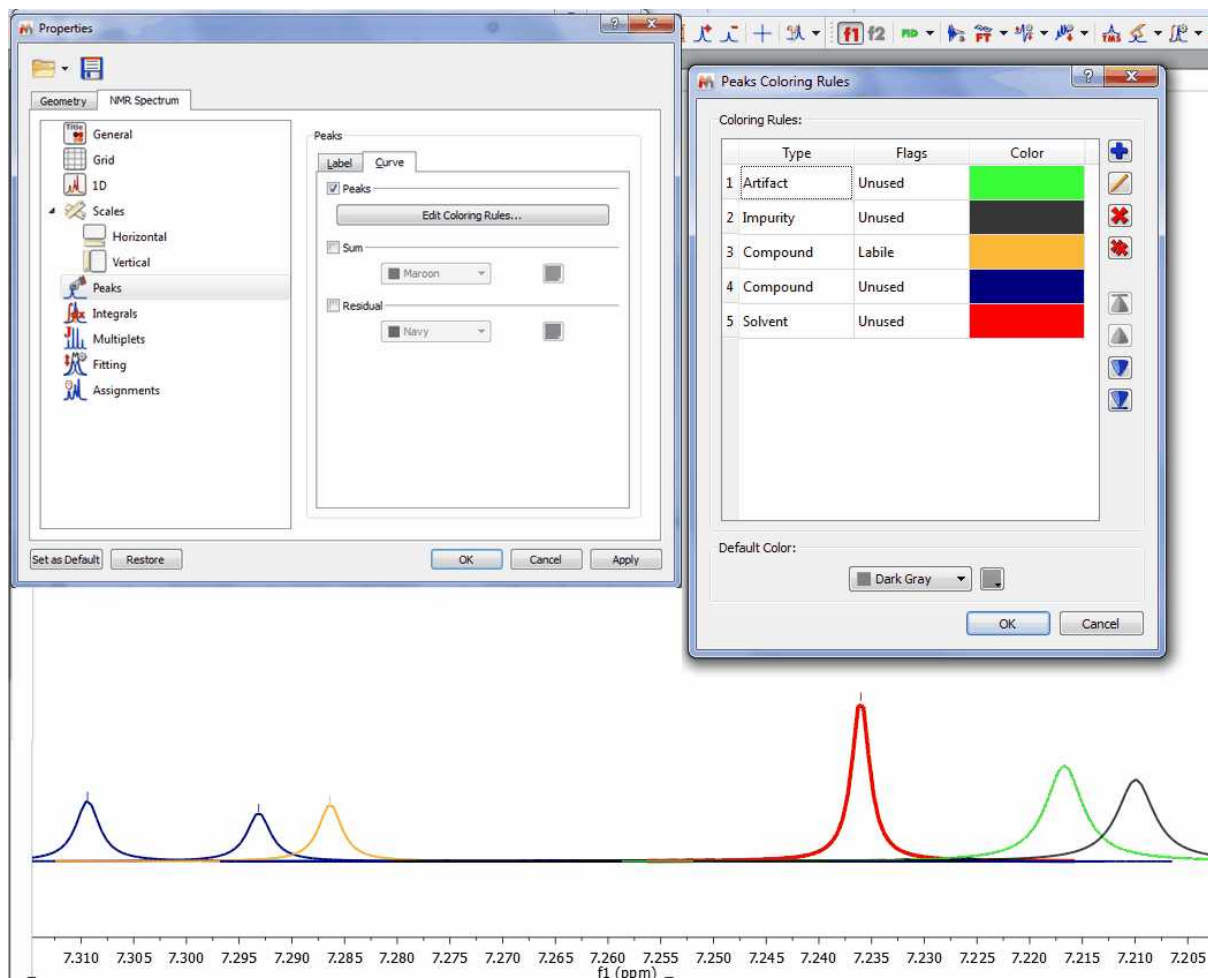 Properties
Geometry
NMR Spectrum
General
Grid
1D
Scales
Horizontal
Vertical
Peaks
Integrals
Multiplets
Fitting
Assignments
Peaks
Label
Curve
Peaks
Edit Coloring Rules...
Sum
Maroon
Residual
Navy
Set as Default
Restore
OK
Cancel
Apply
f1 f2
FT
TMS
Peaks Coloring Rules
Coloring Rules:
Type Flags Color
1 Artifact Unused
2 Impurity Unused
3 Compound Labile
4 Compound Unused
5 Solvent Unused
Default Color:
Dark Gray
OK
Cancel
7.310 7.305 7.300 7.295 7.290 7.285 7.280 7.275 7.270 7.265 7.260 7.255 7.250 7.245 7.240 7.235 7.230 7.225 7.220 7.215 7.210 7.205
f1 (ppm)